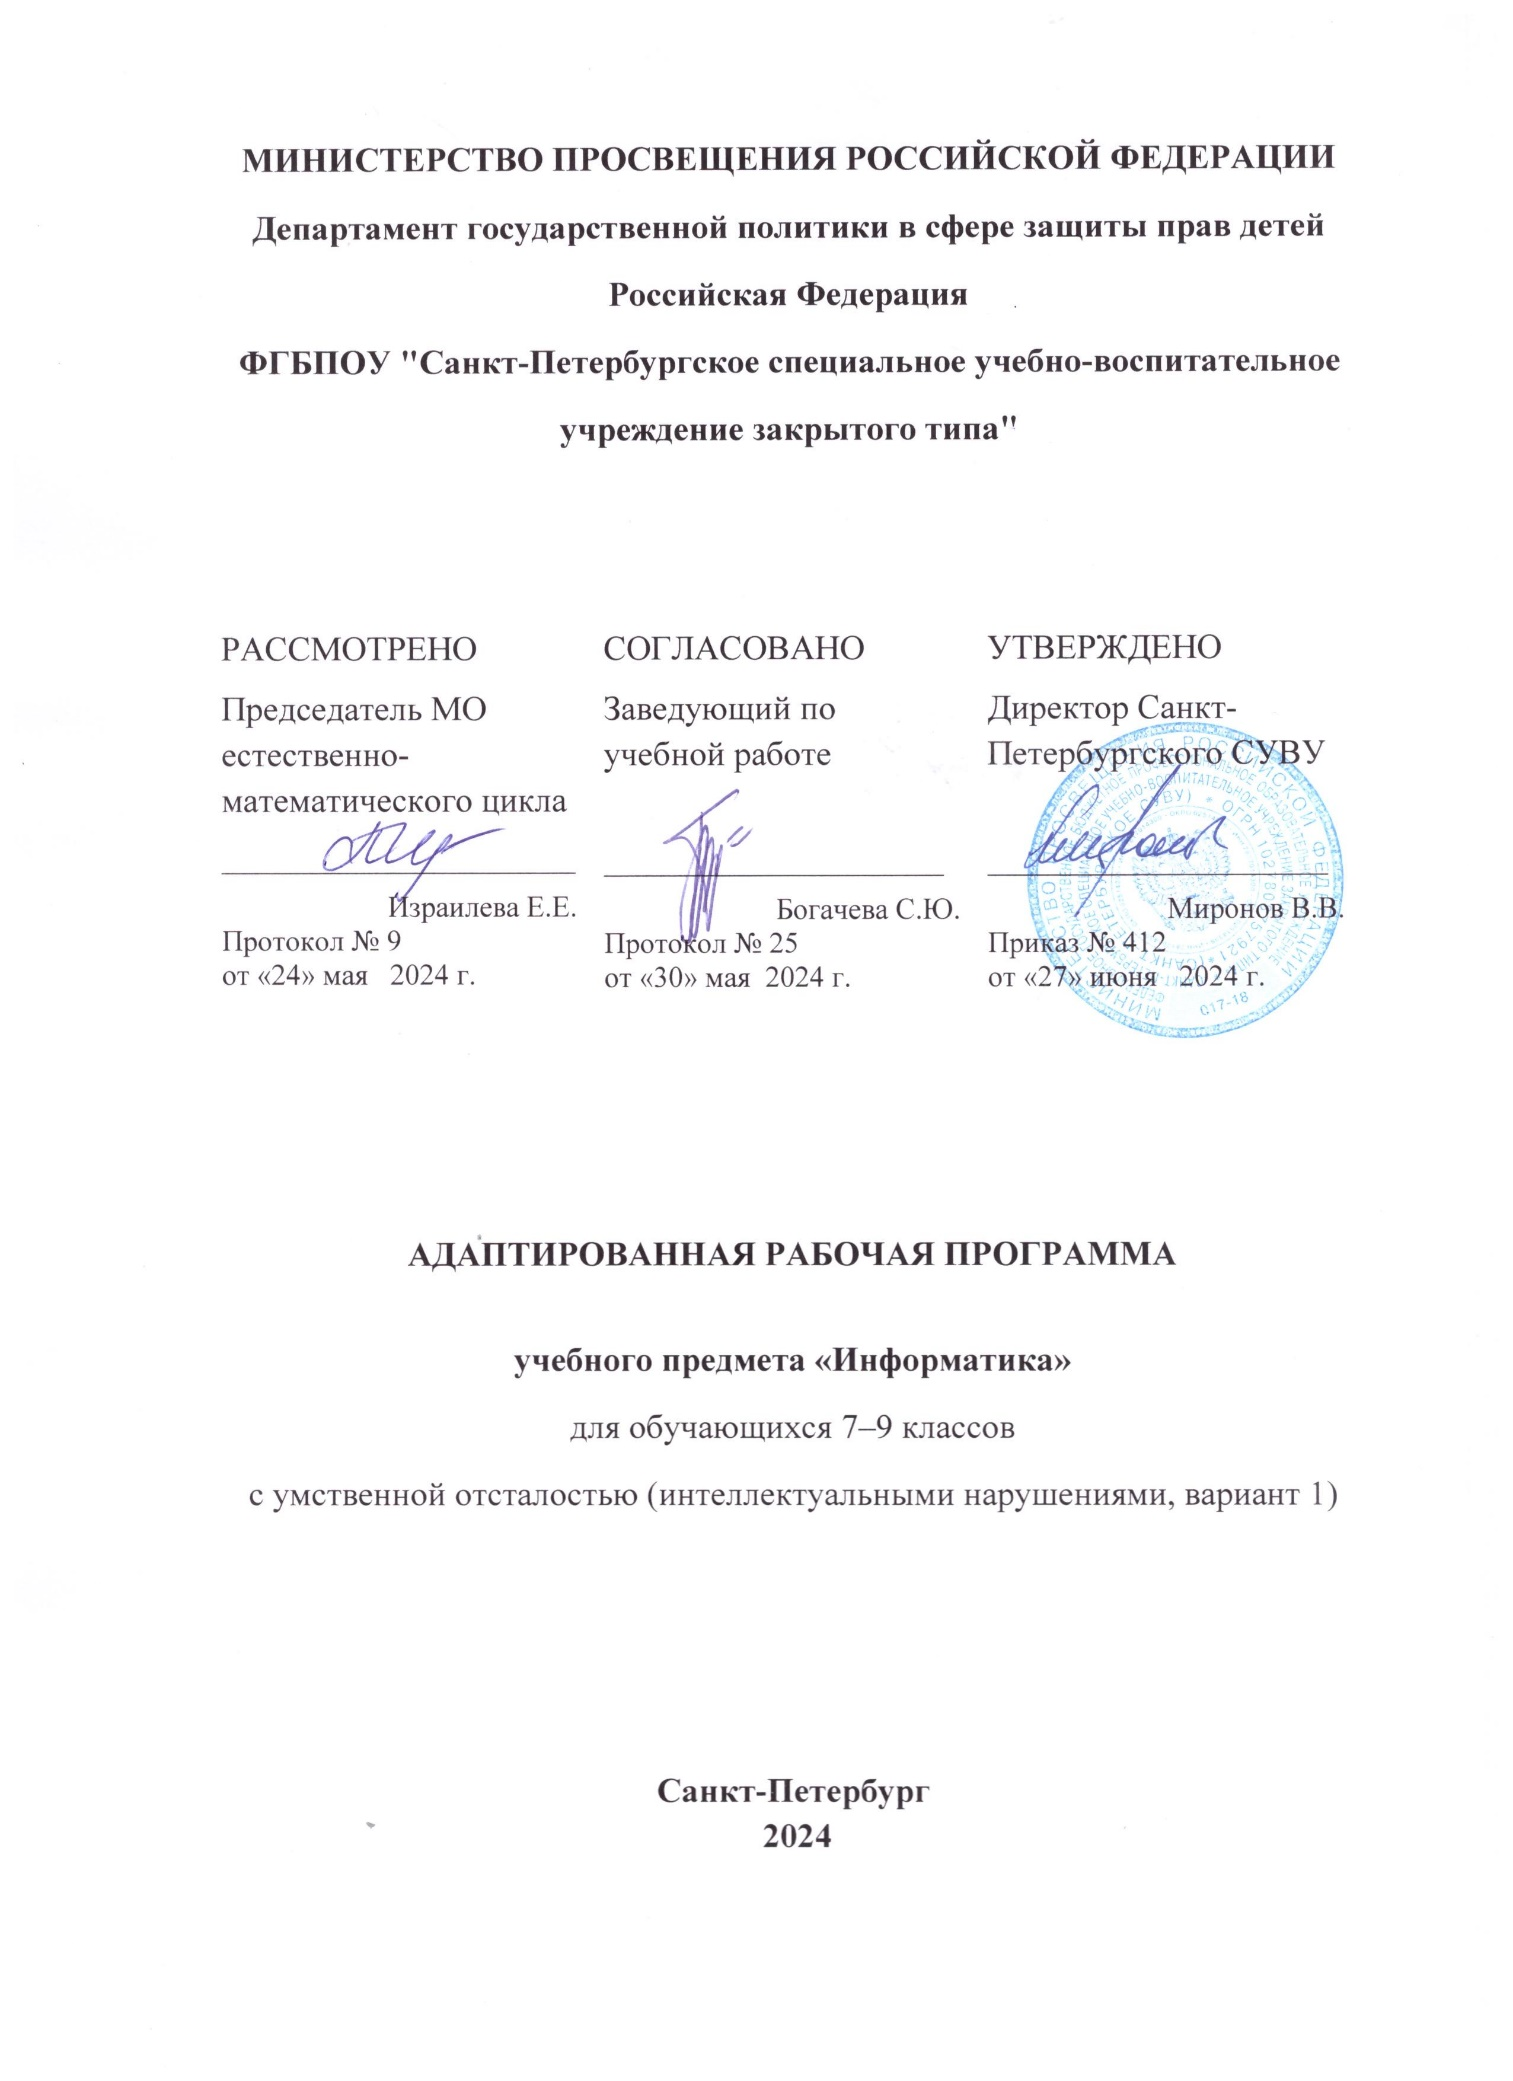 МИНИСТЕРСТВО ПРОСВЕЩЕНИЯ РОССИЙСКОЙ ФЕДЕРАЦИИ
Департамент государственной политики в сфере защиты прав детей
Российская Федерация
ФГБПОУ "Санкт-Петербургское специальное учебно-воспитательное
учреждение закрытого типа"
РАССМОТРЕНО
Председатель МО
естественно-
математического цикла
Израилева Е.Е.
Протокол № 9
от «24» мая 2024 г.
СОГЛАСОВАНО
Заведующий по
учебной работе
Богачева С.Ю.
Протокол № 25
от «30» мая 2024 г.
УТВЕРЖДЕНО
Директор Санкт-
Петербургского СУВУ
Миронов В.В.
Приказ № 412
от «27» июня 2024 г.
017-18
АДАПТИРОВАННАЯ РАБОЧАЯ ПРОГРАММА
учебного предмета «Информатика»
для обучающихся 7–9 классов
с умственной отсталостью (интеллектуальными нарушениями, вариант 1)
Санкт-Петербург
2024